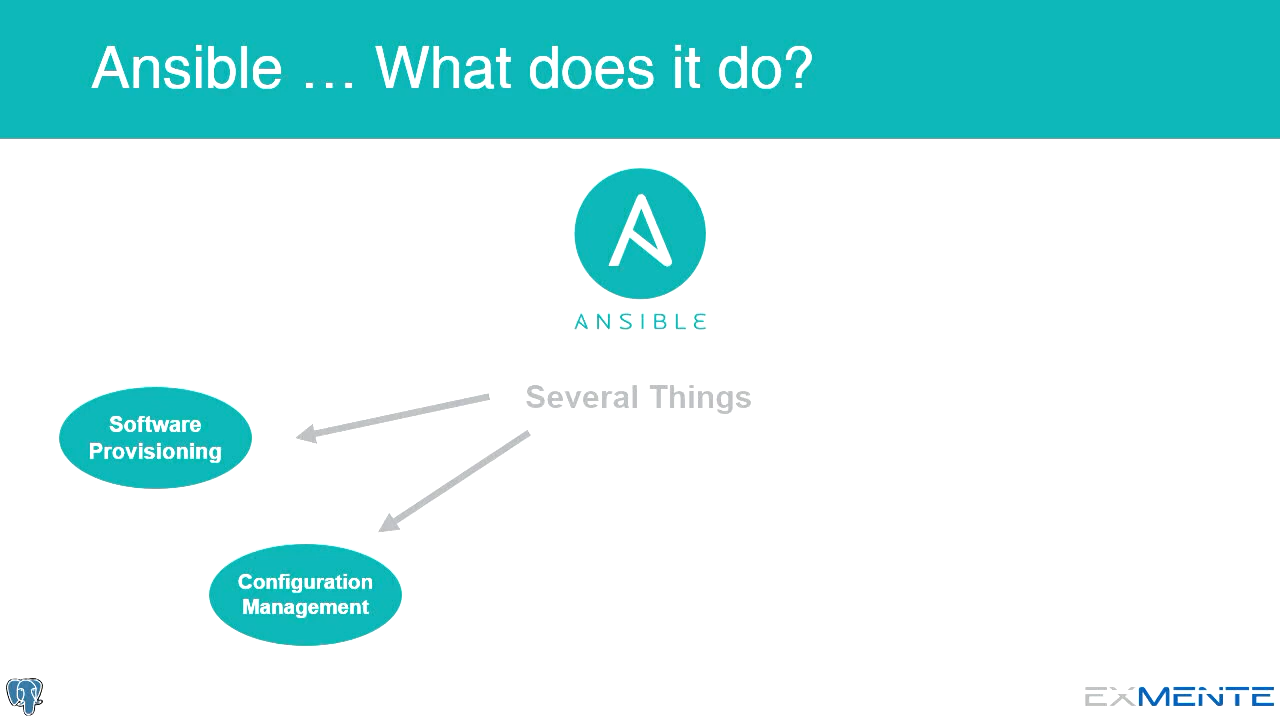 Ansible … What does it do?
ANSIBLE
Several Things
Software
Provisioning
Configuration
Management
EXMENTE